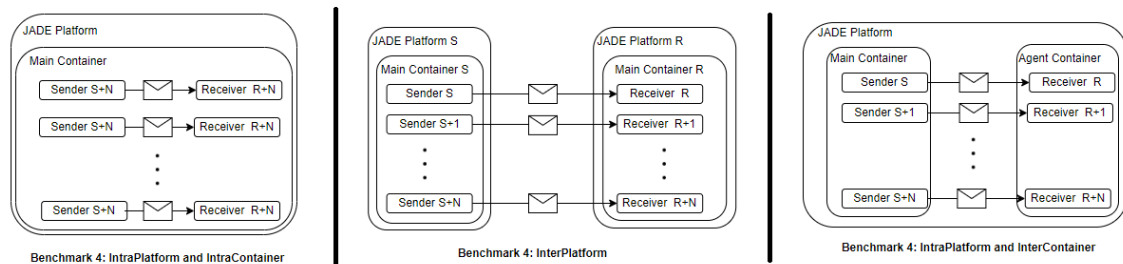 JADE Platform
Main Container
Sender S+N
Receiver R+N
Sender S+N
Receiver R+N
Sender S+N
Receiver R+N
Benchmark 4: IntraPlatform and IntraContainer
JADE Platform S
JADE Platform R
Main Container S
Main Container R
Sender S
Receiver R
Sender S+1
Receiver R+1
Sender S+N
Receiver R+N
Benchmark 4: InterPlatform
JADE Platform
Main Container
Agent Container
Sender S
Receiver R
Sender S+1
Receiver R+1
Sender S+N
Receiver R+N
Benchmark 4: IntraPlatform and InterContainer